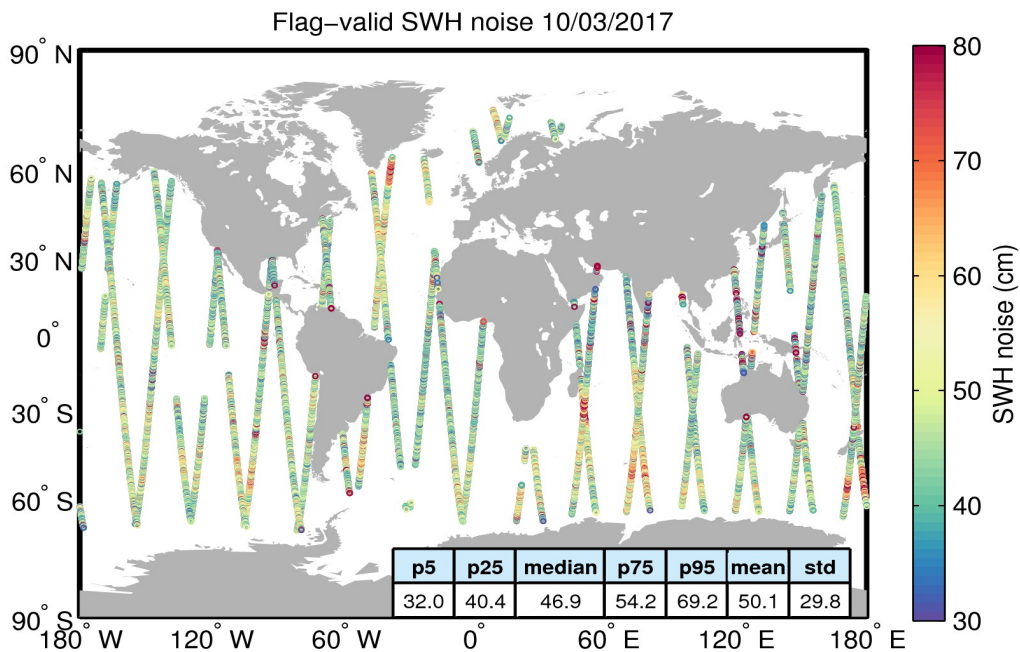 Flag−valid SWH noise 10/03/2017
90° N
60° N
30° N
0°
30° S
60° S
90° S
180° W
120° W
60° W
0°
60° E
120° E
180° E
p5 p25 median p75 p95 mean std
32.0 40.4 46.9 54.2 69.2 50.1 29.8
80
70
60
50
40
30
SWH noise (cm)